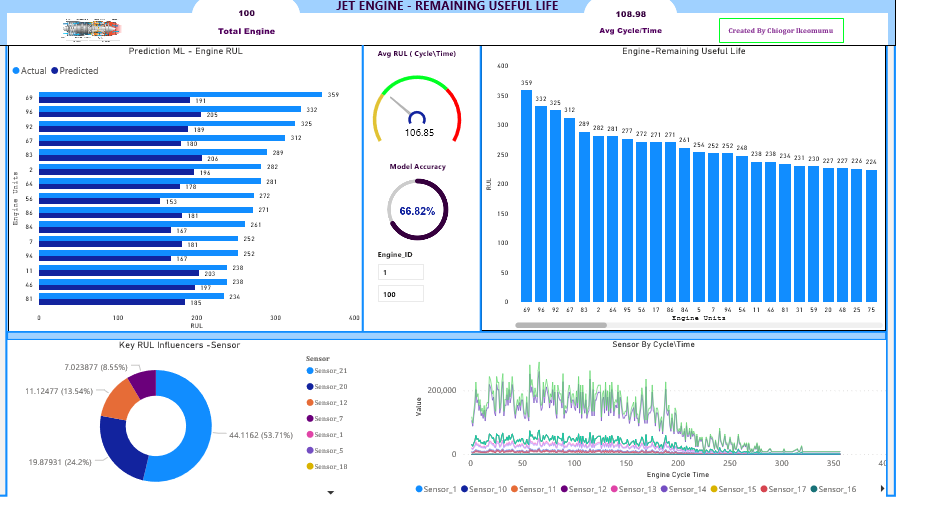 JET ENGINE - REMAINING USEFUL LIFE
100
Total Engine
108.98
Avg Cycle/Time
Created By Chiogor Ikeomumu
Prediction ML - Engine RUL
Actual Predicted
Engine Units
69 359 191
96 332 205
92 325 189
67 312 180
83 289 206
2 282 196
64 281 178
56 272 153
86 271 181
84 261 167
7 252 181
94 252 167
11 238 203
46 238 197
81 234 185
0 100 200 300 400
RUL
Avg RUL ( Cycle\Time)
106.85
Model Accuracy
66.82%
Engine_ID
1
100
Engine-Remaining Useful Life
RUL
400
350
300
250
200
150
100
50
0
359 332 325 312 289 282 281 277 272 271 271 261 254 252 252 248 238 238 234 231 230 227 227 226 224
69 96 92 67 83 2 64 95 56 17 86 84 5 7 94 54 11 46 81 31 59 20 48 25 75
Engine Units
Key RUL Influencers -Sensor
7.023877 (8.55%)
11.12477 (13.54%)
19.87931 (24.2%)
44.1162 (53.71%)
Sensor
Sensor_21
Sensor_20
Sensor_12
Sensor_7
Sensor_1
Sensor_5
Sensor_18
Sensor By Cycle\Time
Value
200,000
0
0 50 100 150 200 250 300 350 40
Engine Cycle Time
Sensor_1 Sensor_10 Sensor_11 Sensor_12 Sensor_13 Sensor_14 Sensor_15 Sensor_17 Sensor_16